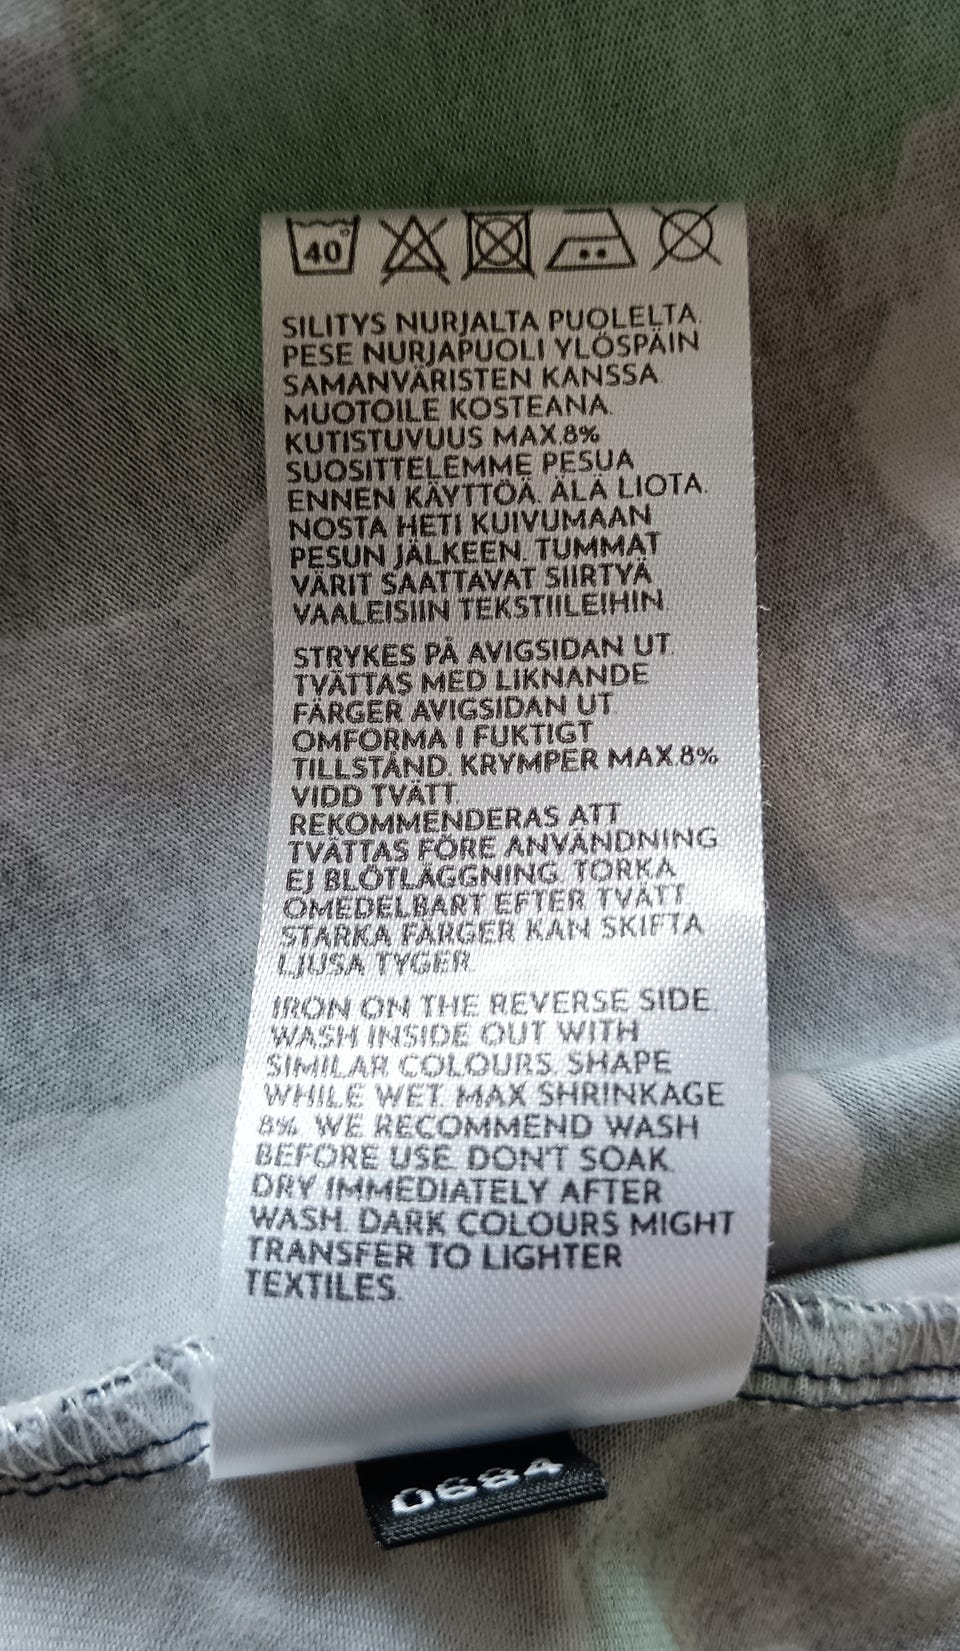 40°
SILITYS NURJALTA PUOLELTA.
PESE NURJAPUOLI YLÖSPÄIN
SAMANVÄRISTEN KANSSA.
MUOTOILE KOSTEANA.
KUTISTUVUUS MAX.8%
SUOSITTELEMME PESUA
ENNEN KÄYTTÖÄ. ÄLÄ LIOTA.
NOSTA HETI KUIVUMAAN
PESUN JÄLKEEN. TUMMAT
VÄRIT SAATTAVAT SIIRTYÄ
VAALEISIIN TEKSTIILEIHIN.
STRYKES PÅ AVIGSIDAN UT.
TVÄTTAS MED LIKNANDE
FÄRGER AVIGSIDAN UT.
OMFORMA I FUKTIGT
TILLSTÅND. KRYMPER MAX.8%
VIDD TVÄTT.
REKOMMENDERAS ATT
TVÄTTAS FÖRE ANVÄNDNING
EJ BLÖTLÄGGNING. TORKA
OMEDELBART EFTER TVÄTT.
STARKA FÄRGER KAN SKIFTA
LJUSA TYGER.
IRON ON THE REVERSE SIDE.
WASH INSIDE OUT WITH
SIMILAR COLOURS. SHAPE
WHILE WET. MAX SHRINKAGE
8%. WE RECOMMEND WASH
BEFORE USE. DON'T SOAK.
DRY IMMEDIATELY AFTER
WASH. DARK COLOURS MIGHT
TRANSFER TO LIGHTER
TEXTILES.
0684